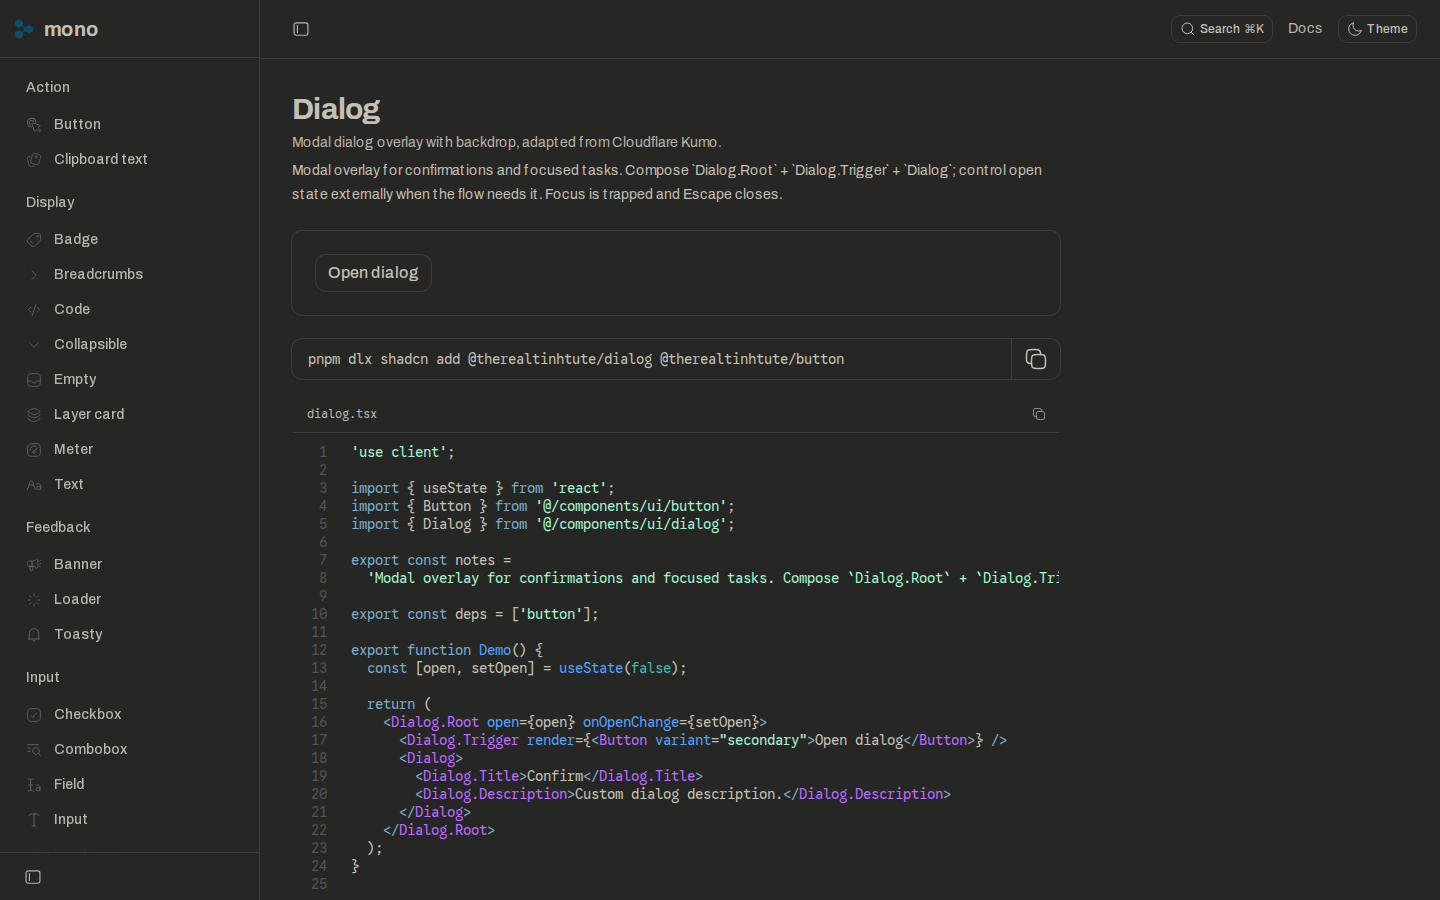 mono
Search ⌘K
Docs
Theme
Action
Button
Clipboard text
Display
Badge
Breadcrumbs
Code
Collapsible
Empty
Layer card
Meter
Text
Feedback
Banner
Loader
Toasty
Input
Checkbox
Combobox
Field
Input
Dialog
Modal dialog overlay with backdrop, adapted from Cloudflare Kumo.
Modal overlay for confirmations and focused tasks. Compose `Dialog.Root` + `Dialog.Trigger` + `Dialog`; control open
state externally when the flow needs it. Focus is trapped and Escape closes.
Open dialog
pnpm dlx shadcn add @therealtinhtute/dialog @therealtinhtute/button
dialog.tsx
1 'use client';
2
3 import { useState } from 'react';
4 import { Button } from '@/components/ui/button';
5 import { Dialog } from '@/components/ui/dialog';
6
7 export const notes =
8 'Modal overlay for confirmations and focused tasks. Compose `Dialog.Root` + `Dialog.Tri
9
10 export const deps = ['button'];
11
12 export function Demo() {
13 const [open, setOpen] = useState(false);
14
15 return (
16 <Dialog.Root open={open} onOpenChange={setOpen}>
17 <Dialog.Trigger render={<Button variant="secondary">Open dialog</Button>} />
18 <Dialog>
19 <Dialog.Title>Confirm</Dialog.Title>
20 <Dialog.Description>Custom dialog description.</Dialog.Description>
21 </Dialog>
22 </Dialog.Root>
23 );
24 }
25